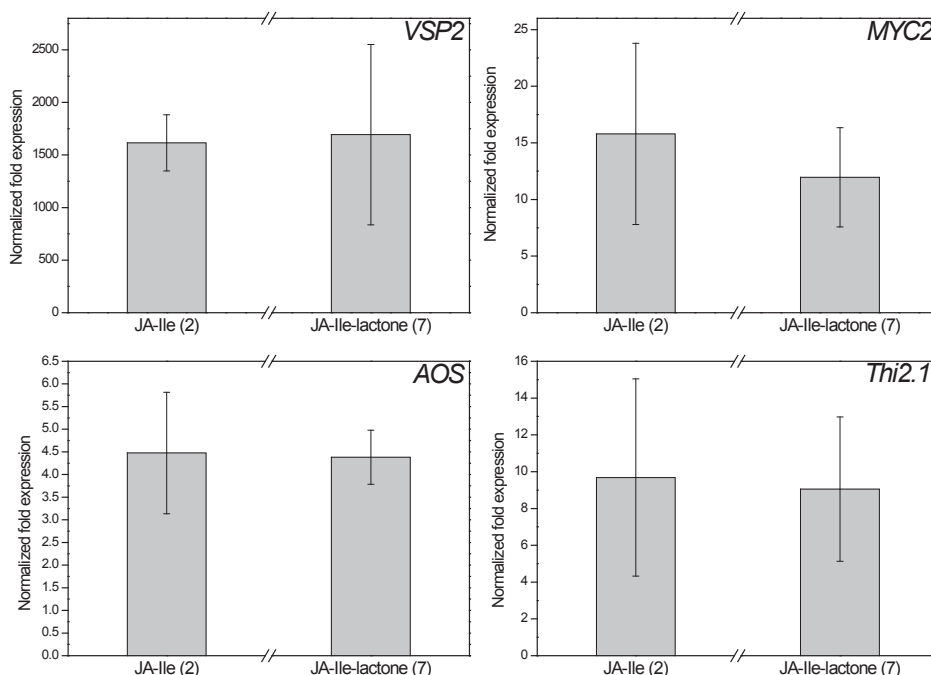 VSP2
Normalized fold expression
2500
2000
1500
1000
500
0
JA-Ile (2)
JA-Ile-lactone (7)
MYC2
Normalized fold expression
25
20
15
10
5
0
JA-Ile (2)
JA-Ile-lactone (7)
AOS
Normalized fold expression
6.5
6.0
5.5
5.0
4.5
4.0
3.5
3.0
2.5
2.0
1.5
1.0
0.5
0.0
JA-Ile (2)
JA-Ile-lactone (7)
Thi2.1
Normalized fold expression
16
14
12
10
8
6
4
2
0
JA-Ile (2)
JA-Ile-lactone (7)